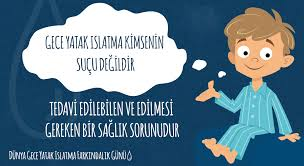 GECE YATAK ISLATMA KİMSENİN
SUÇU DEĞİLDİR
TEDAVİ EDİLEBİLEN VE EDİLMESİ
GEREKEN BİR SAĞLIK SORUNUDUR
DÜNYA GECE YATAK ISLATMA FARKINDALIK GÜNÜ